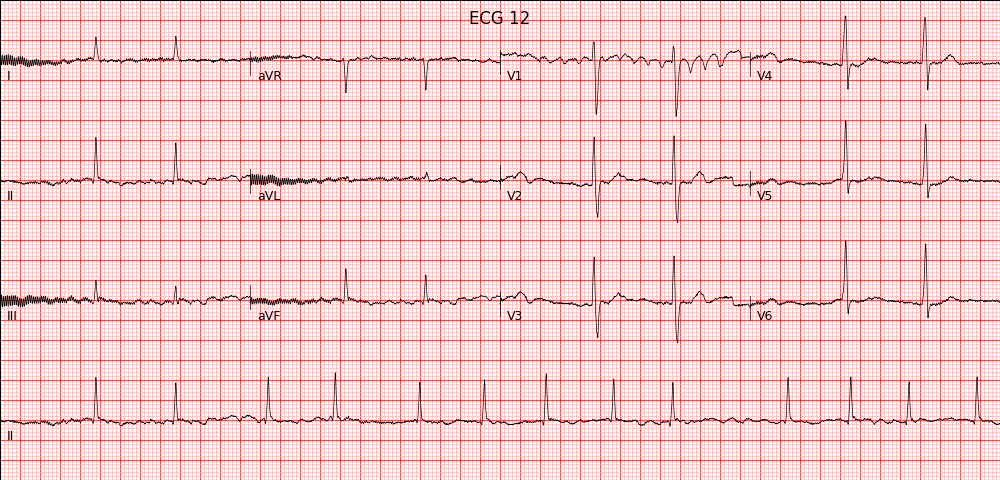 ECG 12
I aVR V1 V4
II aVL V2 V5
III aVF V3 V6
II